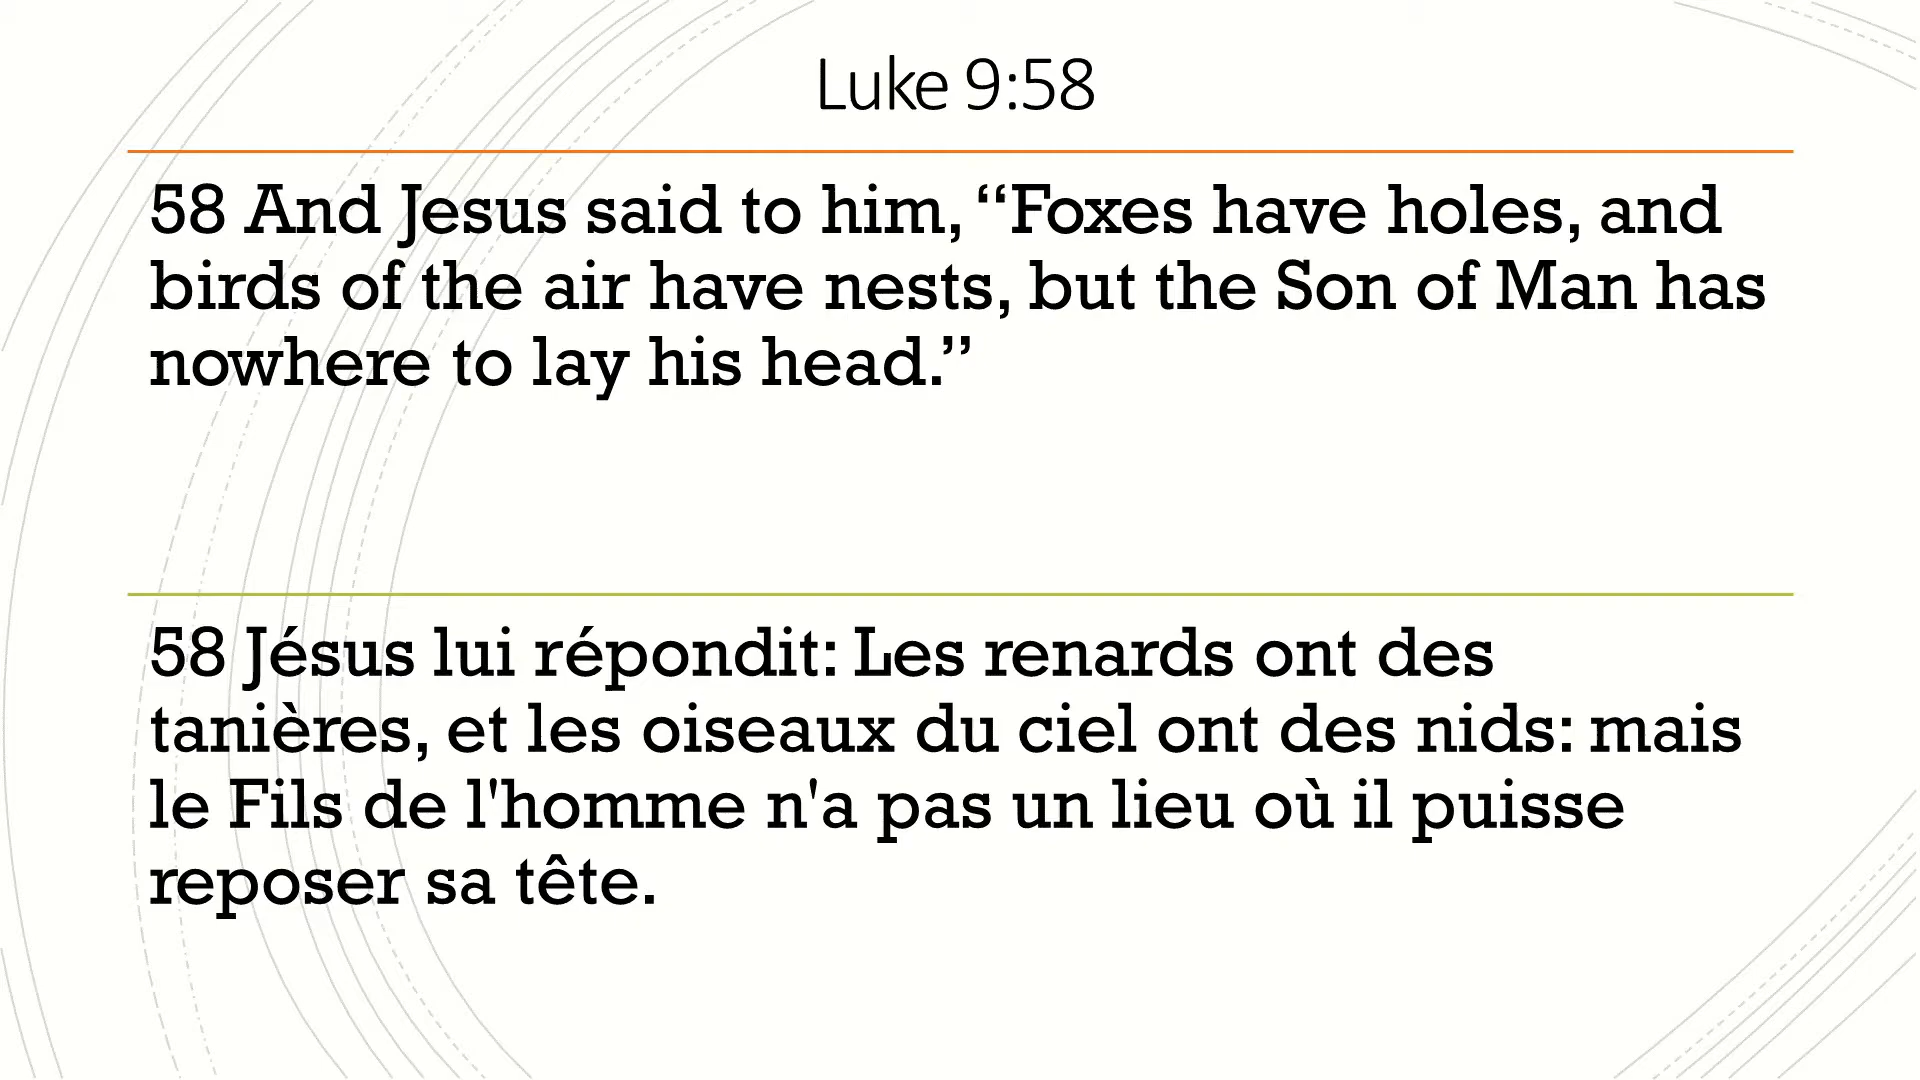 Luke 9:58
58 And Jesus said to him, “Foxes have holes, and
birds of the air have nests, but the Son of Man has
nowhere to lay his head.”
58 Jésus lui répondit: Les renards ont des
tanières, et les oiseaux du ciel ont des nids: mais
le Fils de l'homme n'a pas un lieu où il puisse
reposer sa tête.